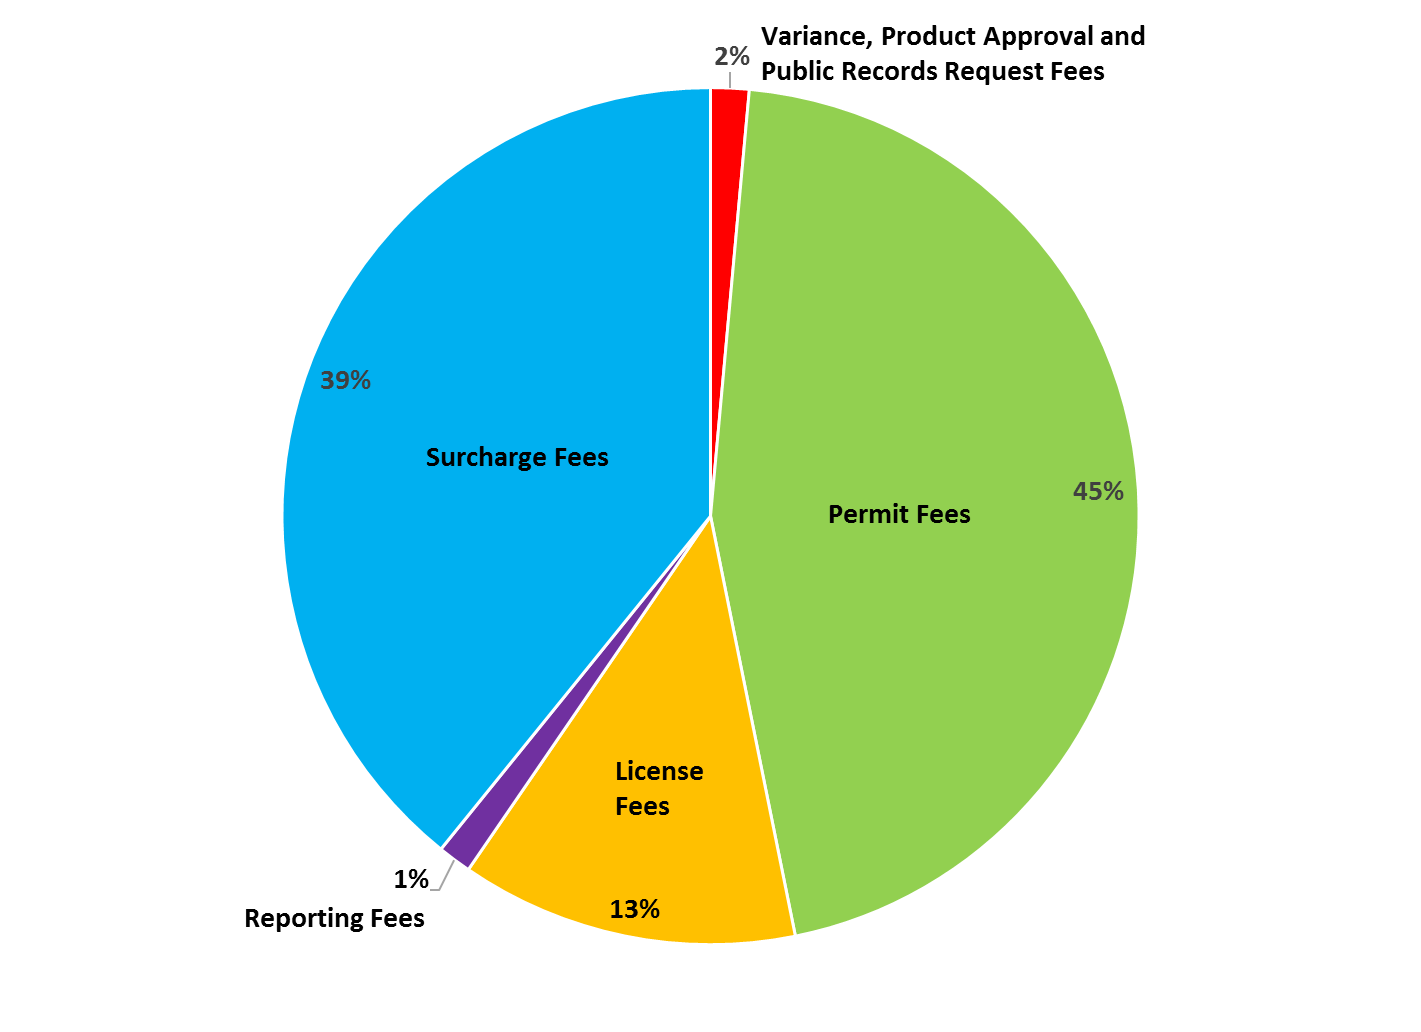 Variance, Product Approval and
Public Records Request Fees
2%
39%
Surcharge Fees
45%
Permit Fees
License
Fees
13%
1%
Reporting Fees